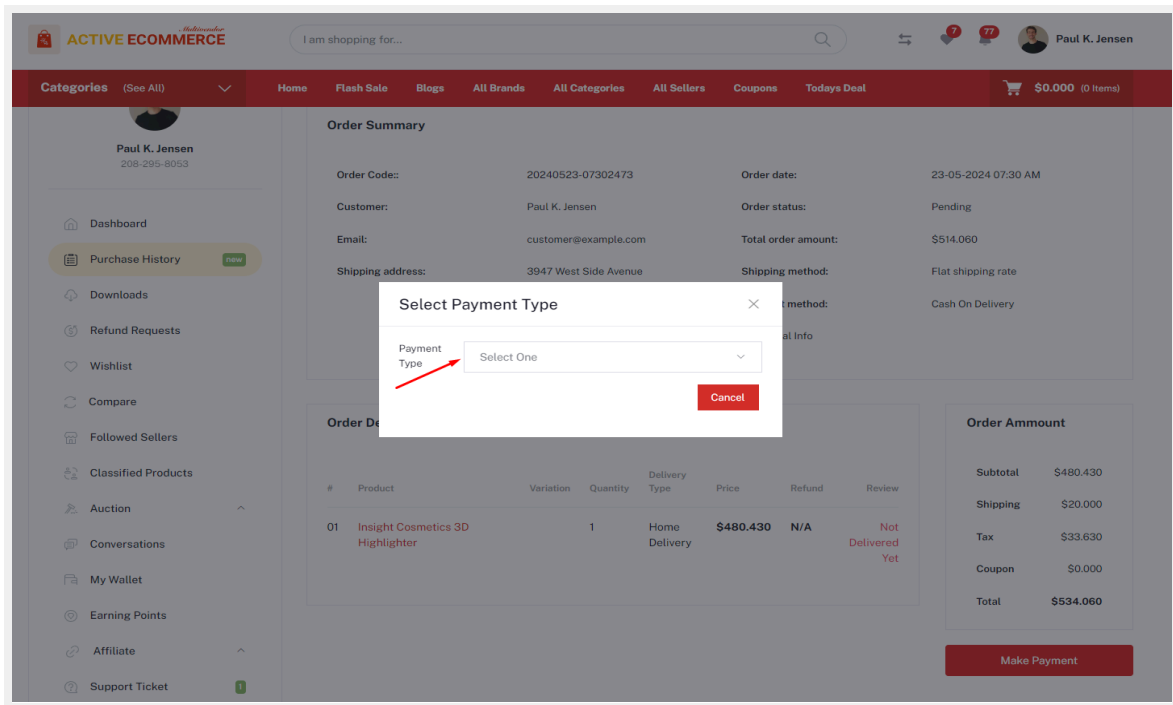 Multivendor
ACTIVE ECOMMERCE
I am shopping for...
7
77
Paul K. Jensen
Categories (See All)
Home Flash Sale Blogs All Brands All Categories All Sellers Coupons Todays Deal
$0.000 (0 Items)
Paul K. Jensen
208-295-8053
Dashboard
Purchase History new
Downloads
Refund Requests
Wishlist
Compare
Followed Sellers
Classified Products
Auction
Conversations
My Wallet
Earning Points
Affiliate
Support Ticket 1
Order Summary
Order Code:: 20240523-07302473 Order date: 23-05-2024 07:30 AM
Customer: Paul K. Jensen Order status: Pending
Email: customer@example.com Total order amount: $514.060
Shipping address: 3947 West Side Avenue Shipping method: Flat shipping rate
method: Cash On Delivery
al Info
Select Payment Type
Payment
Type
Select One
Cancel
Order De
# Product Variation Quantity Delivery Type Price Refund Review
01 Insight Cosmetics 3D Highlighter 1 Home Delivery $480.430 N/A Not Delivered Yet
Order Ammount
Subtotal $480.430
Shipping $20.000
Tax $33.630
Coupon $0.000
Total $534.060
Make Payment